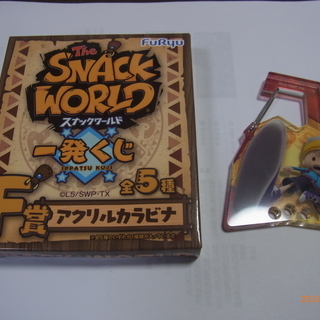 FuRyu
The
SNACK
WORLD
スナックワールド
一発くじ
IPPATSU KUJI
全5種
©L5/SWP・TX
F賞 アクリルカラビナ